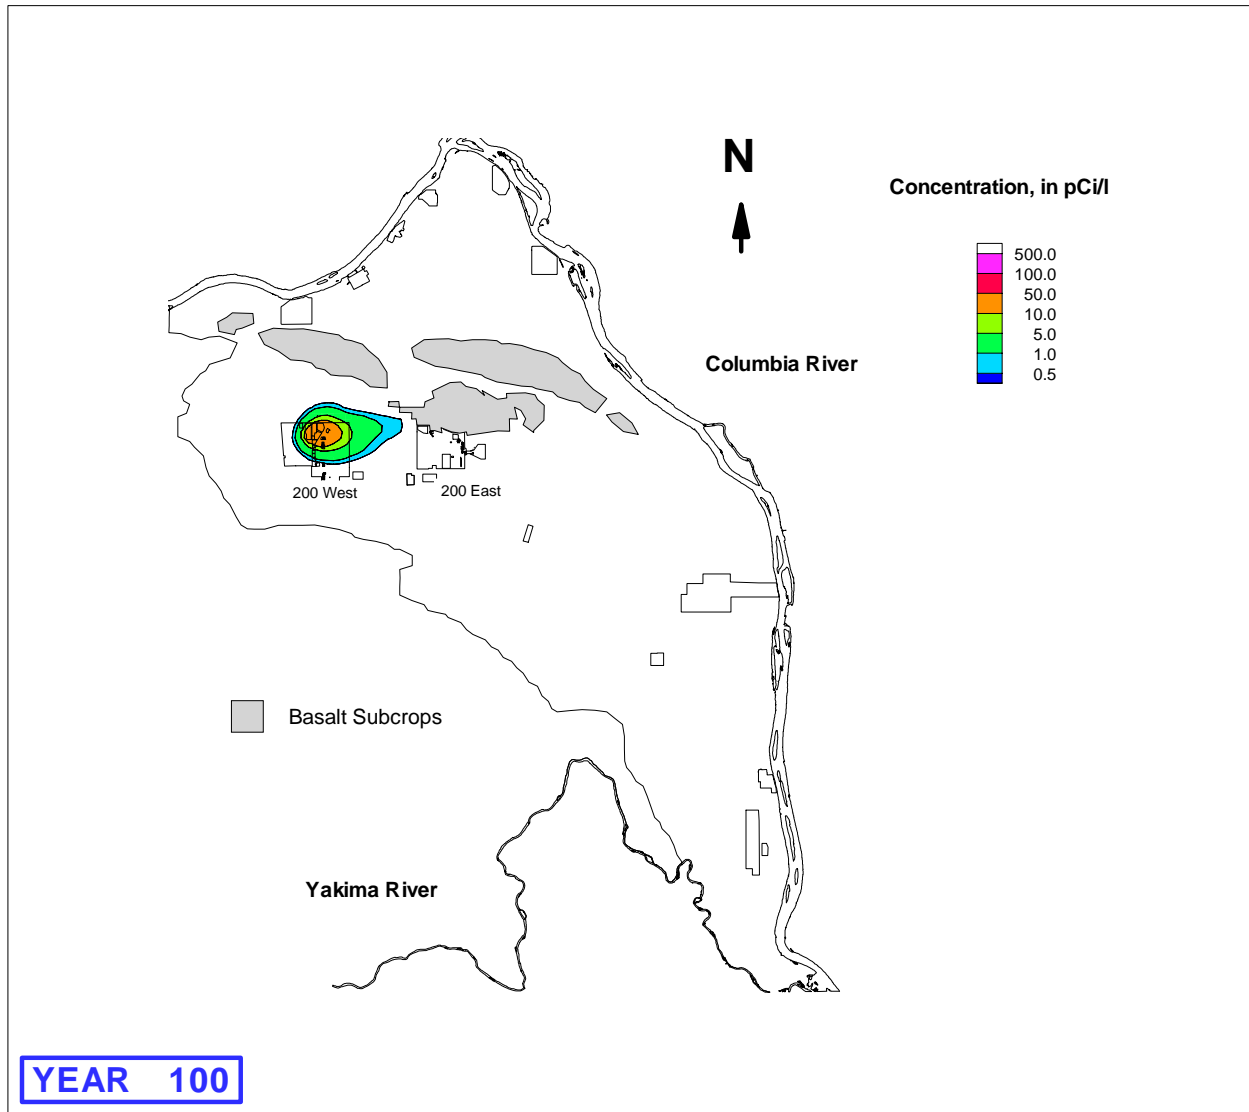 N
Concentration, in pCi/l
500.0
100.0
50.0
10.0
5.0
1.0
0.5
Columbia River
200 West
200 East
Basalt Subcrops
Yakima River
YEAR 100